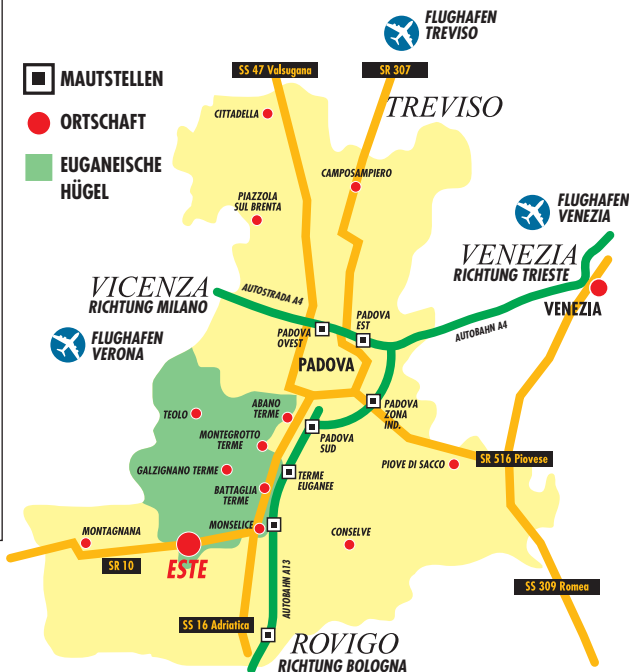 FLUGHAFEN
TREVISO
MAUTSTELLEN
ORTSCHAFT
EUGANEISCHE
HÜGEL
SS 47 Valsugana
SR 307
TREVISO
CITTADELLA
CAMPOSAMPIERO
PIAZZOLA
SUL BRENTA
FLUGHAFEN
VENEZIA
VENEZIA
RICHTUNG TRIESTE
VENEZIA
VICENZA
RICHTUNG MILANO
AUTOSTRADA A4
PADOVA
EST
PADOVA
OVEST
AUTOBAHN A4
FLUGHAFEN
VERONA
PADOVA
TEOLO
ABANO
TERME
PADOVA
ZONA
IND.
MONTEGROTTO
TERME
PADOVA
SUD
GALZIGNANO TERME
TERME
EUGANEE
PIOVE DI SACCO
SR 516 Piovese
BATTAGLIA
TERME
MONSELICE
MONTAGNANA
CONSELVE
SR 10
ESTE
AUTOBAHN A13
SS 309 Romea
SS 16 Adriatica
ROVIGO
RICHTUNG BOLOGNA